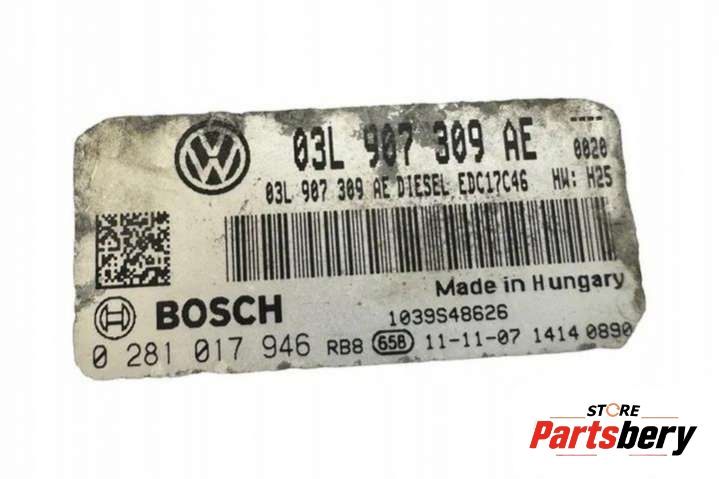 03L 907 309 AE ----
03L 907 309 AE DIESEL EDC17C46 HW: H25 0020
Made in Hungary
BOSCH 1039S48626
0 281 017 946 RB8 658 11-11-07 1414 0890
STORE
Partsbery